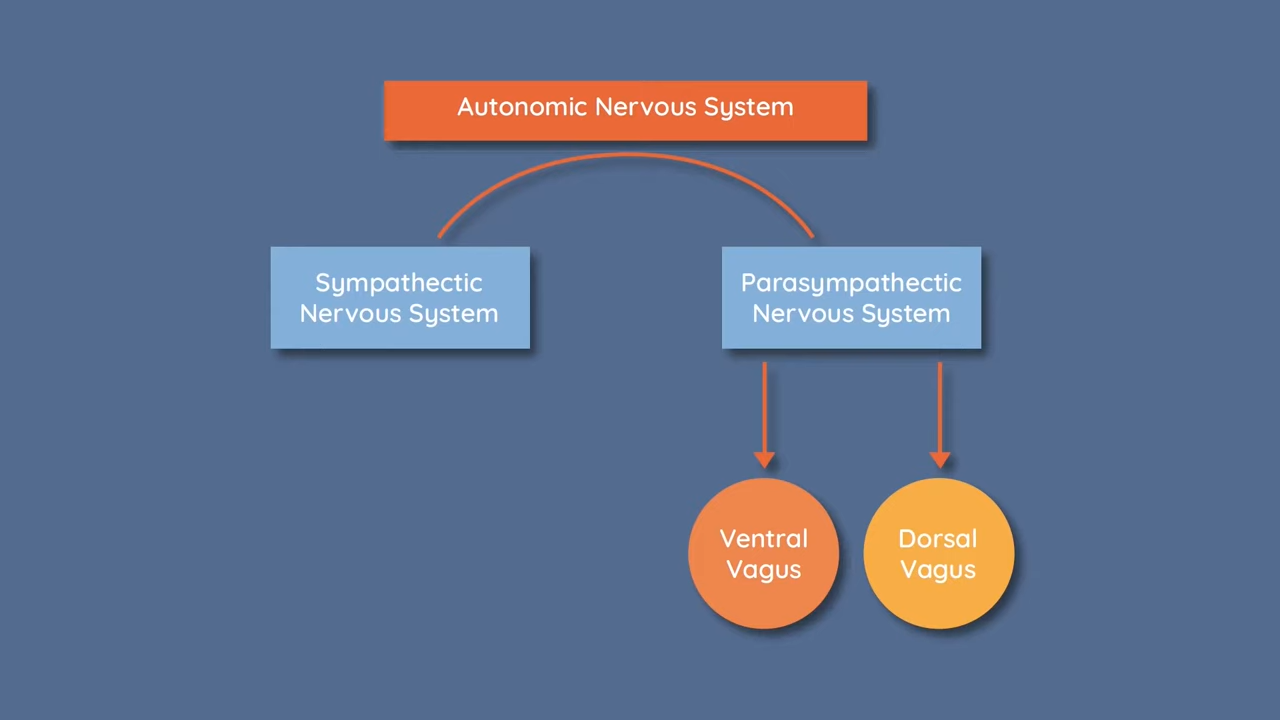 Autonomic Nervous System
Sympathectic
Nervous System
Parasympathectic
Nervous System
Ventral
Vagus
Dorsal
Vagus